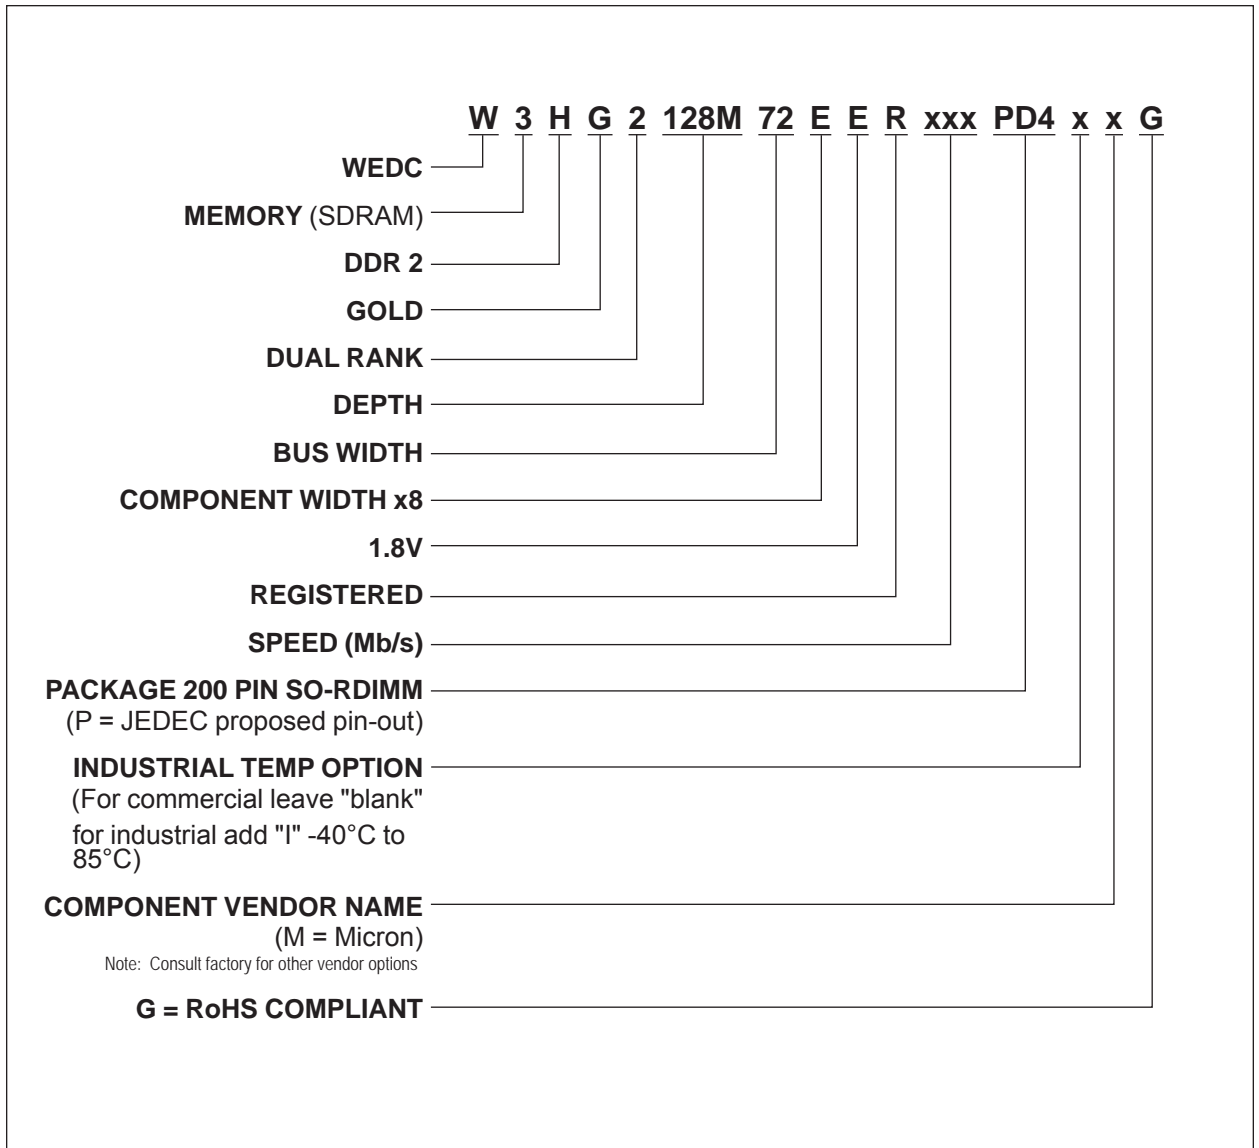 W 3 H G 2 128M 72 E E R xxx PD4 x x G
WEDC
MEMORY (SDRAM)
DDR 2
GOLD
DUAL RANK
DEPTH
BUS WIDTH
COMPONENT WIDTH x8
1.8V
REGISTERED
SPEED (Mb/s)
PACKAGE 200 PIN SO-RDIMM
(P = JEDEC proposed pin-out)
INDUSTRIAL TEMP OPTION
(For commercial leave "blank"
for industrial add "I" -40°C to
85°C)
COMPONENT VENDOR NAME
(M = Micron)
Note: Consult factory for other vendor options
G = RoHS COMPLIANT